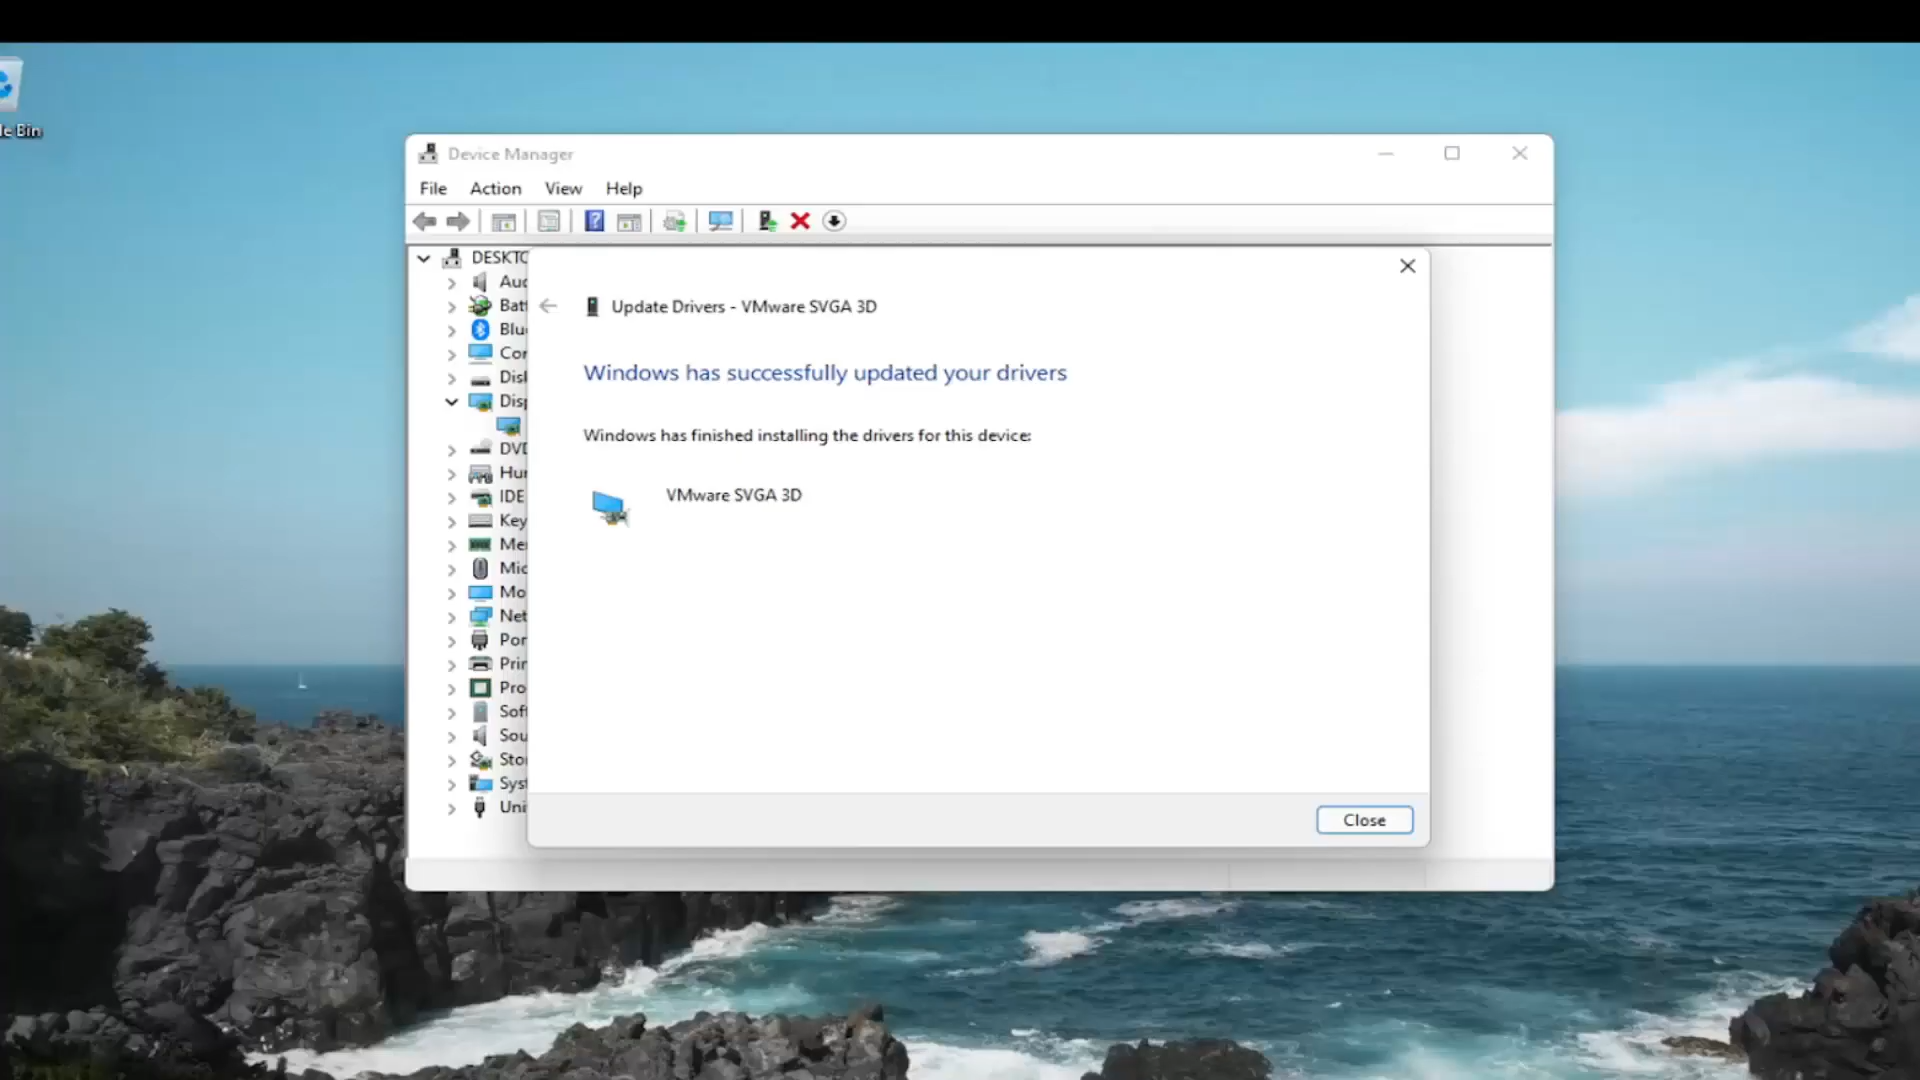 le Bin
Device Manager
File Action View Help
DESKTO
Aud
Batt
Blu
Cor
Disk
Disp
DVD
Hur
IDE
Key
Mer
Mic
Mo
Net
Por
Prin
Pro
Soft
Sou
Sto
Syst
Uni
Update Drivers - VMware SVGA 3D
Windows has successfully updated your drivers
Windows has finished installing the drivers for this device:
VMware SVGA 3D
Close